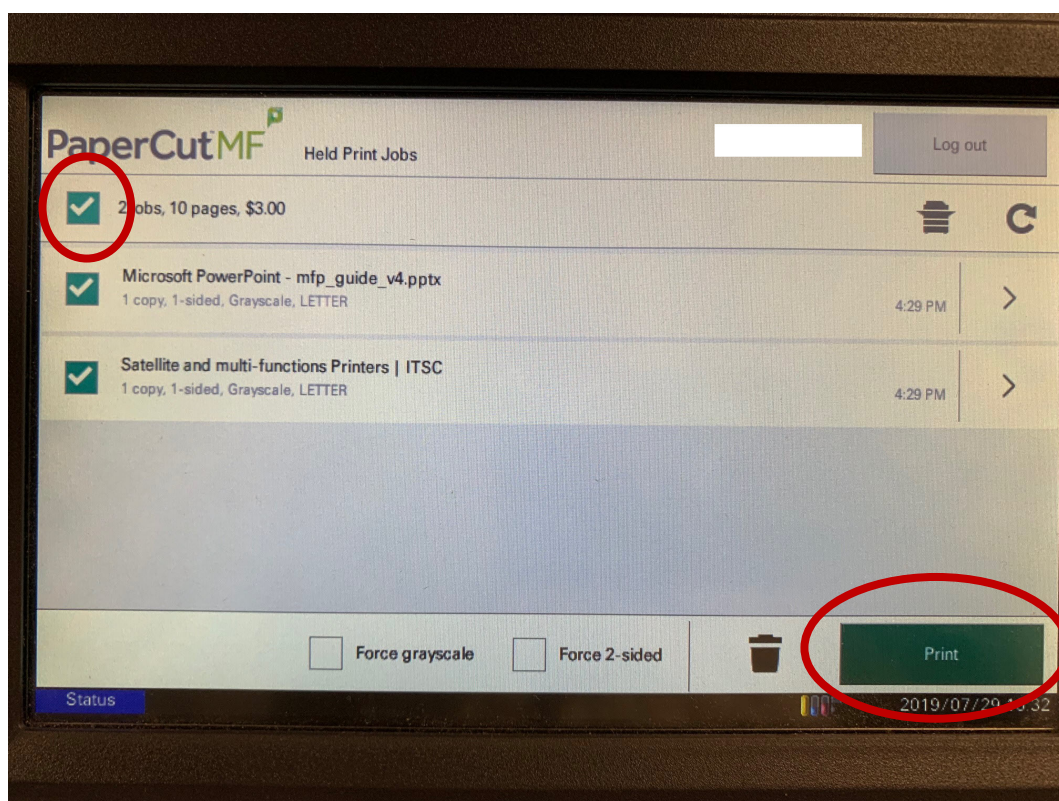 PaperCut MF
Held Print Jobs
Log out
2 jobs, 10 pages, $3.00
Microsoft PowerPoint - mfp_guide_v4.pptx
1 copy, 1-sided, Grayscale, LETTER
4:29 PM
Satellite and multi-functions Printers | ITSC
1 copy, 1-sided, Grayscale, LETTER
4:29 PM
Force grayscale
Force 2-sided
Print
Status
2019/07/29